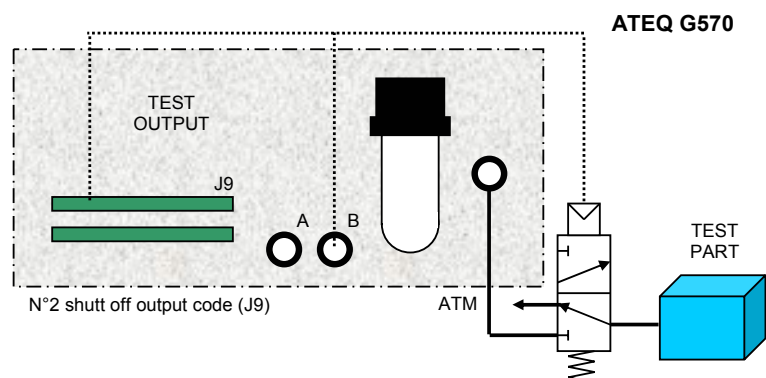 ATEQ G570
TEST
OUTPUT
J9
A
B
TEST
PART
N°2 shutt off output code (J9)
ATM